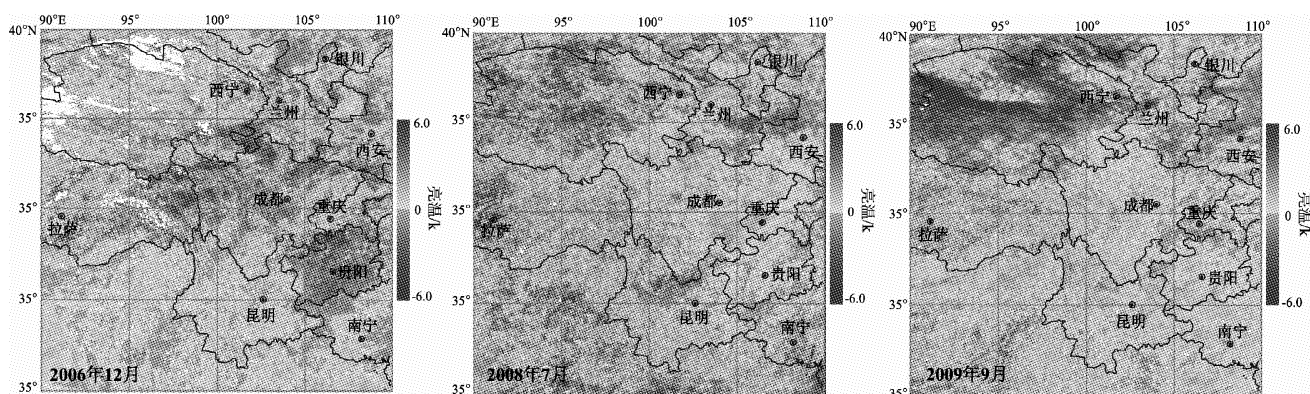 90°E 95° 100° 105° 110°
40°
35°
35°
35°
35°
银川
西宁
兰州
西安
成都
重庆
拉萨
贵阳
昆明
南宁
2006年12月
6.0
0
-6.0
亮温/k
90°E 95° 100° 105° 110°
40°
35°
35°
35°
35°
银川
西宁
兰州
西安
成都
重庆
拉萨
贵阳
昆明
南宁
2008年7月
6.0
0
-6.0
亮温/k
90°E 95° 100° 105° 110°
40°
35°
35°
35°
35°
银川
西宁
兰州
西安
成都
重庆
拉萨
贵阳
昆明
南宁
2009年9月
6.0
0
-6.0
亮温/k